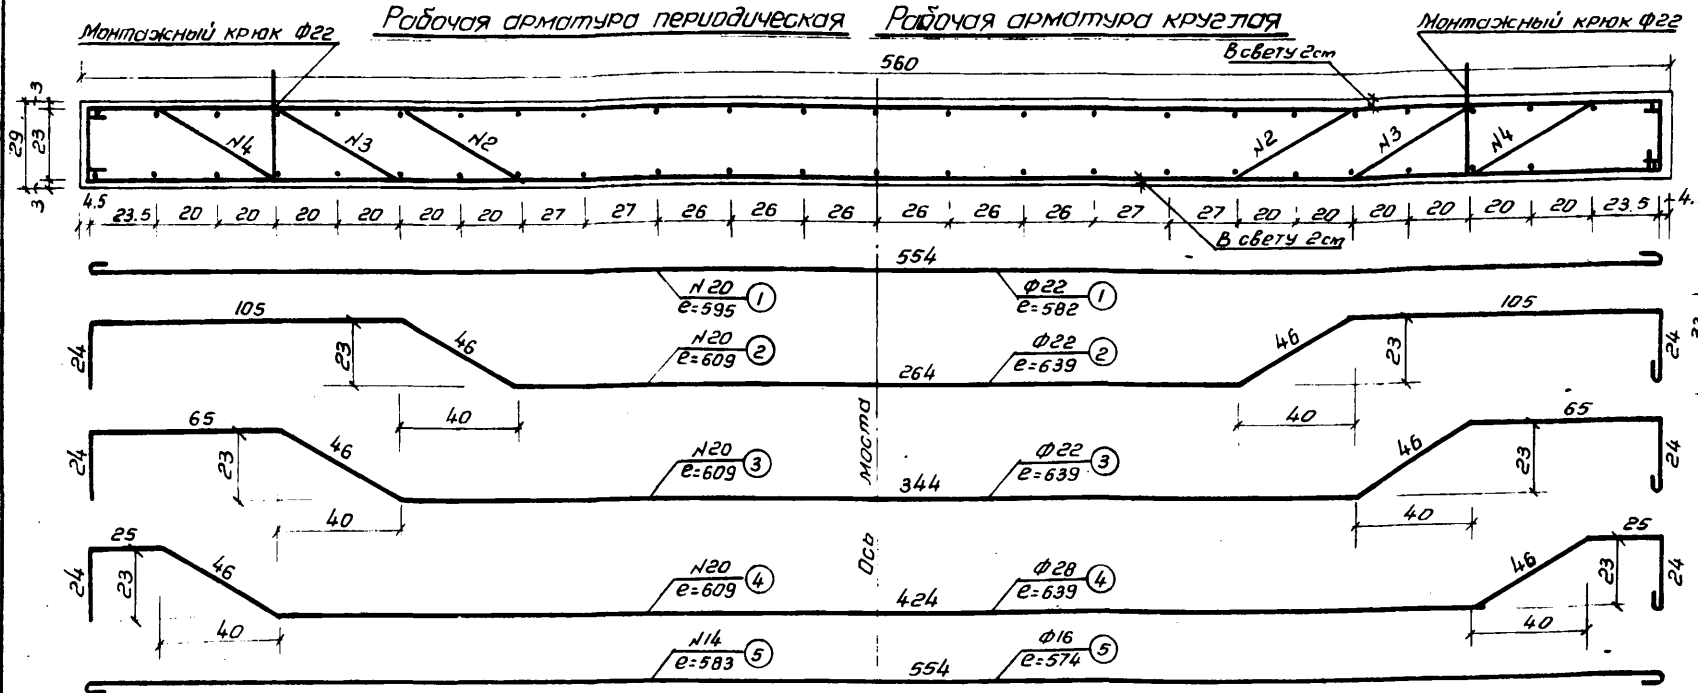 Монтажный крюк ф22
Рабочая арматура периодическая
Рабочая арматура круглая
Монтажный крюк ф22
В свету 2см
560
3
29
23
3
N4
N3
N2
N2
N3
N4
4.5 23.5 20 20 20 20 20 20 27 27 26 26 26 26 26 26 27 27 20 20 20 20 20 20 23.5 4.
В свету 2см
554
N20
e=595
1
ф22
e=582
1
105
105
24
23
46
N20
e=609
2
ф22
e=639
2
46
23
24
264
40
40
65
65
24
23
46
N20
e=609
3
ф22
e=639
3
46
23
24
344
40
40
Ось моста
25
25
24
23
46
N20
e=609
4
ф28
e=639
4
46
23
24
424
40
40
N14
e=583
5
ф16
e=574
5
554